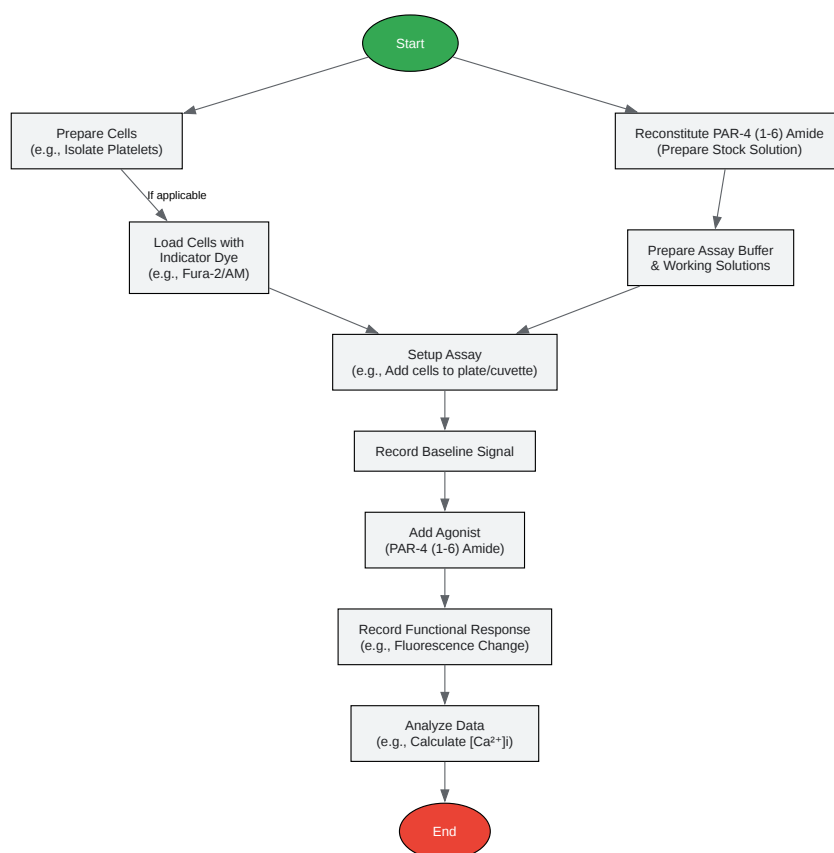 Start
Prepare Cells
(e.g., Isolate Platelets)
Reconstitute PAR-4 (1-6) Amide
(Prepare Stock Solution)
If applicable
Load Cells with
Indicator Dye
(e.g., Fura-2/AM)
Prepare Assay Buffer
& Working Solutions
Setup Assay
(e.g., Add cells to plate/cuvette)
Record Baseline Signal
Add Agonist
(PAR-4 (1-6) Amide)
Record Functional Response
(e.g., Fluorescence Change)
Analyze Data
(e.g., Calculate [Ca²⁺]i)
End